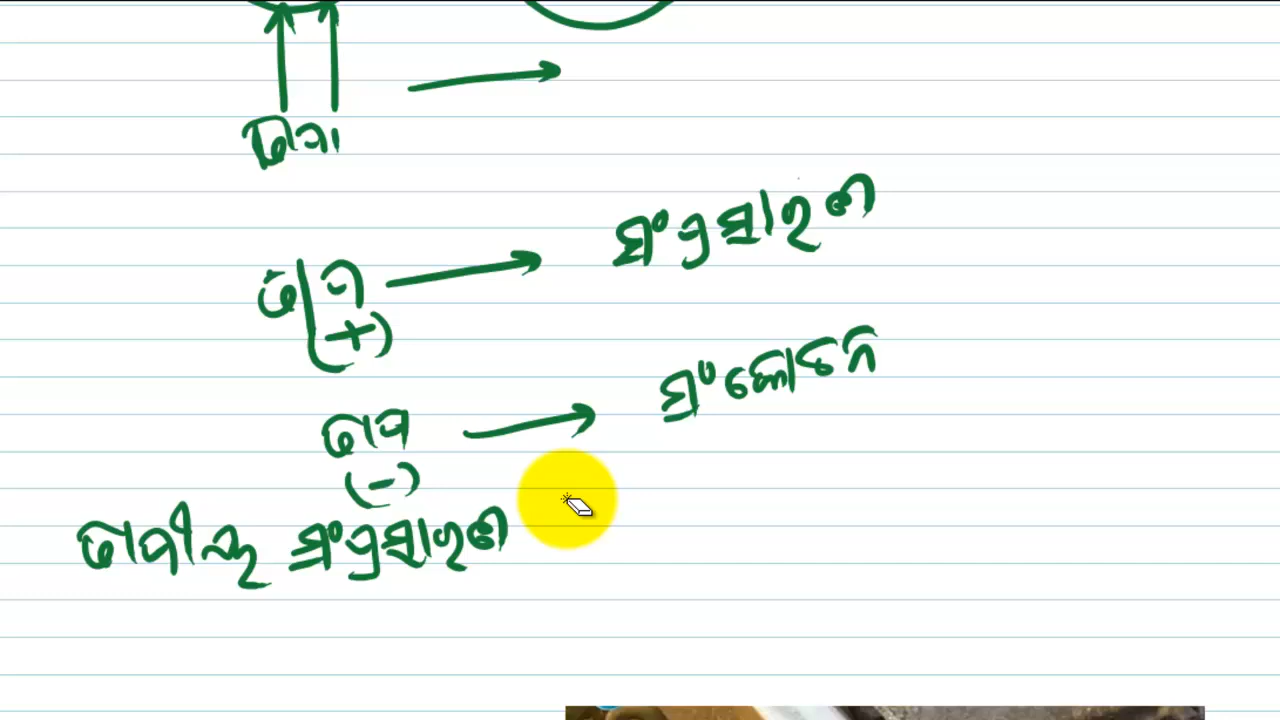 ତାପ
ତାପ → ସଂପ୍ରସାରଣ
(+)
ତାପ → ସଂକୋଚନ
(-)
ତାପୀୟ ସଂପ୍ରସାରଣ